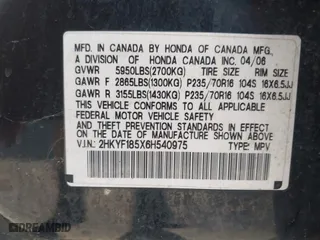 MFD. IN CANADA BY HONDA OF CANADA MFG.,
A DIVISION OF HONDA CANADA INC. 04/06
GVWR 5950LBS(2700KG) TIRE SIZE RIM SIZE
GAWR F 2865LBS(1300KG) P235/70R16 104S 16X6.5JJ
GAWR R 3155LBS(1430KG) P235/70R16 104S 16X6.5JJ
THIS VEHICLE CONFORMS TO ALL APPLICABLE
FEDERAL MOTOR VEHICLE SAFETY
AND THEFT PREVENTION STANDARDS IN EFFECT ON
THE DATE OF MANUFACTURE SHOWN ABOVE.
V.I.N.: 2HKYF185X6H540975 TYPE: MPV